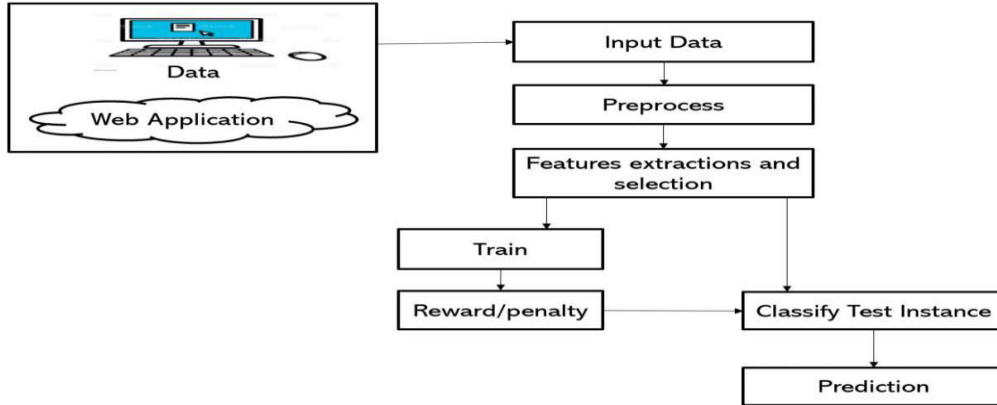 Data
Web Application
Input Data
Preprocess
Features extractions and
selection
Train
Reward/penalty
Classify Test Instance
Prediction